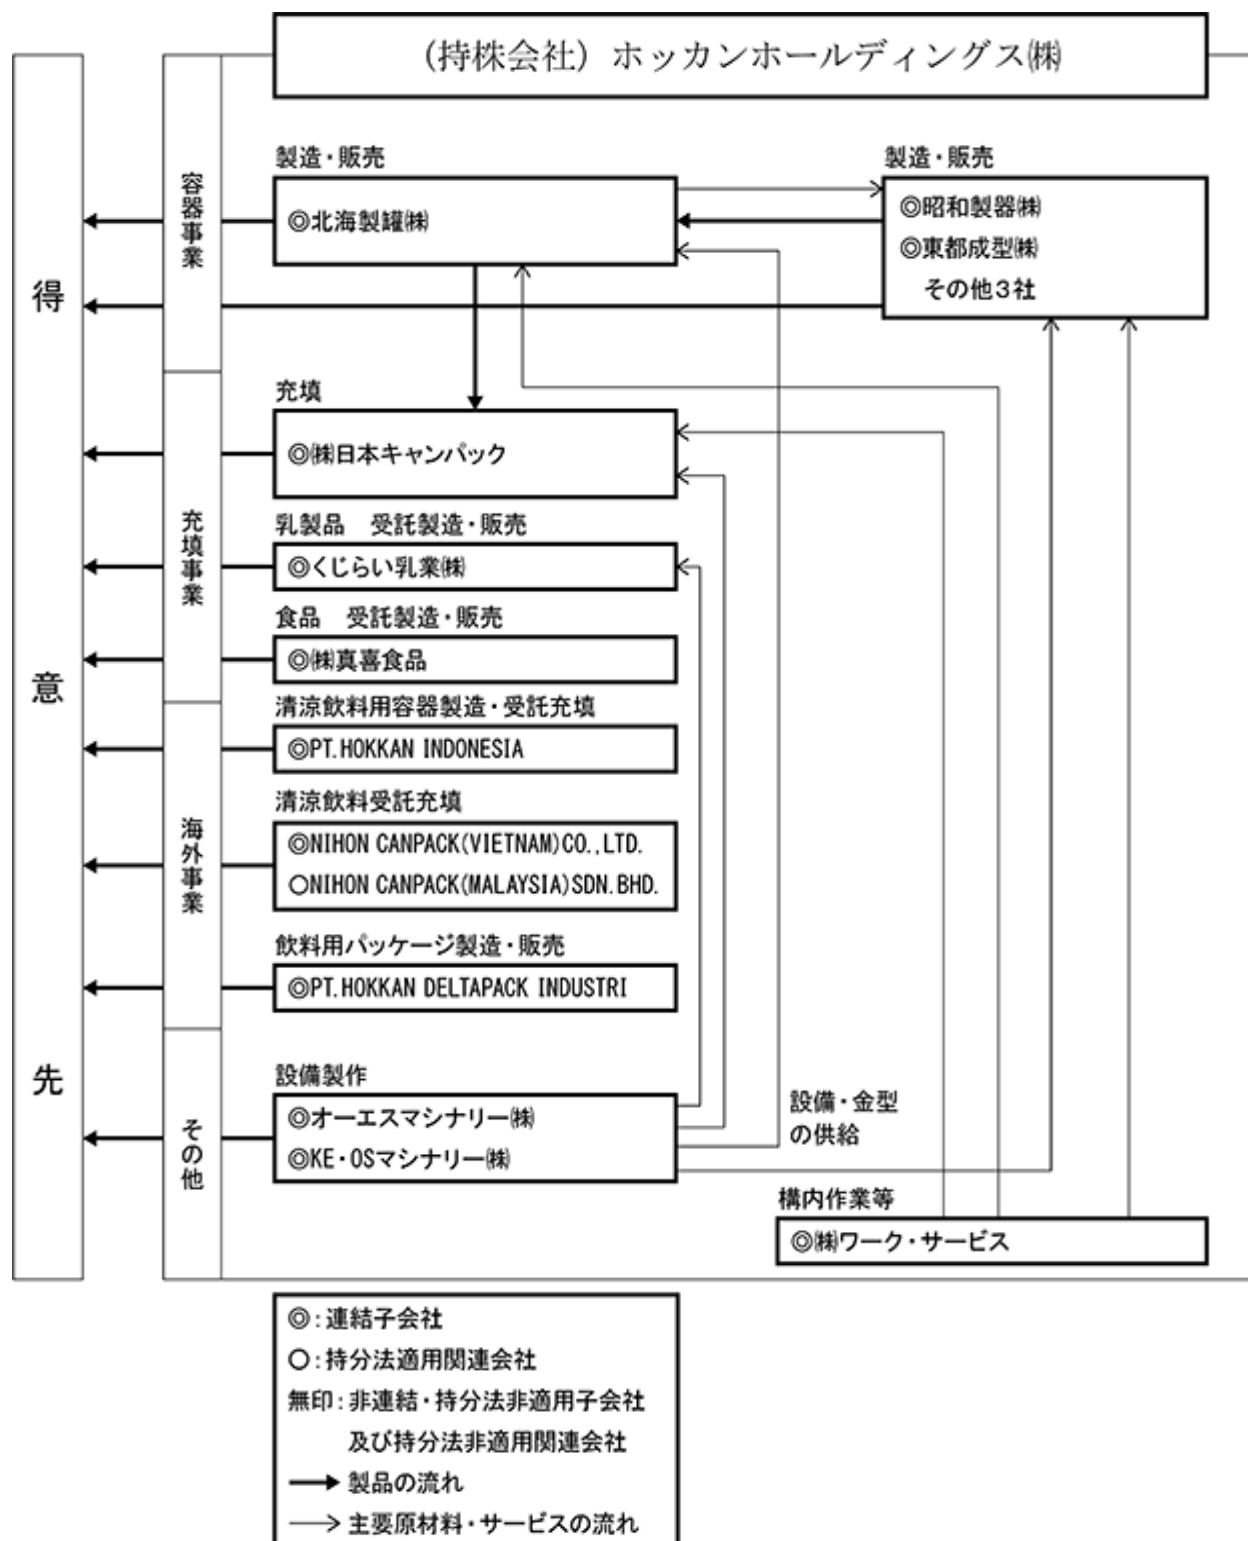 (持株会社) ホッカンホールディングス㈱
得意先
容器事業
製造・販売
◎北海製罐㈱
製造・販売
◎昭和製器㈱
◎東都成型㈱
その他3社
充填事業
充填
◎㈱日本キャンパック
乳製品 受託製造・販売
◎くじらい乳業㈱
食品 受託製造・販売
◎㈱真喜食品
海外事業
清涼飲料用容器製造・受託充填
◎PT.HOKKAN INDONESIA
清涼飲料受託充填
◎NIHON CANPACK(VIETNAM)CO.,LTD.
○NIHON CANPACK(MALAYSIA)SDN.BHD.
飲料用パッケージ製造・販売
◎PT.HOKKAN DELTAPACK INDUSTRI
その他
設備製作
◎オーエスマシナリー㈱
◎KE・OSマシナリー㈱
設備・金型
の供給
構内作業等
◎㈱ワーク・サービス
◎:連結子会社
○:持分法適用関連会社
無印:非連結・持分法非適用子会社
及び持分法非適用関連会社
→ 製品の流れ
→ 主要原材料・サービスの流れ